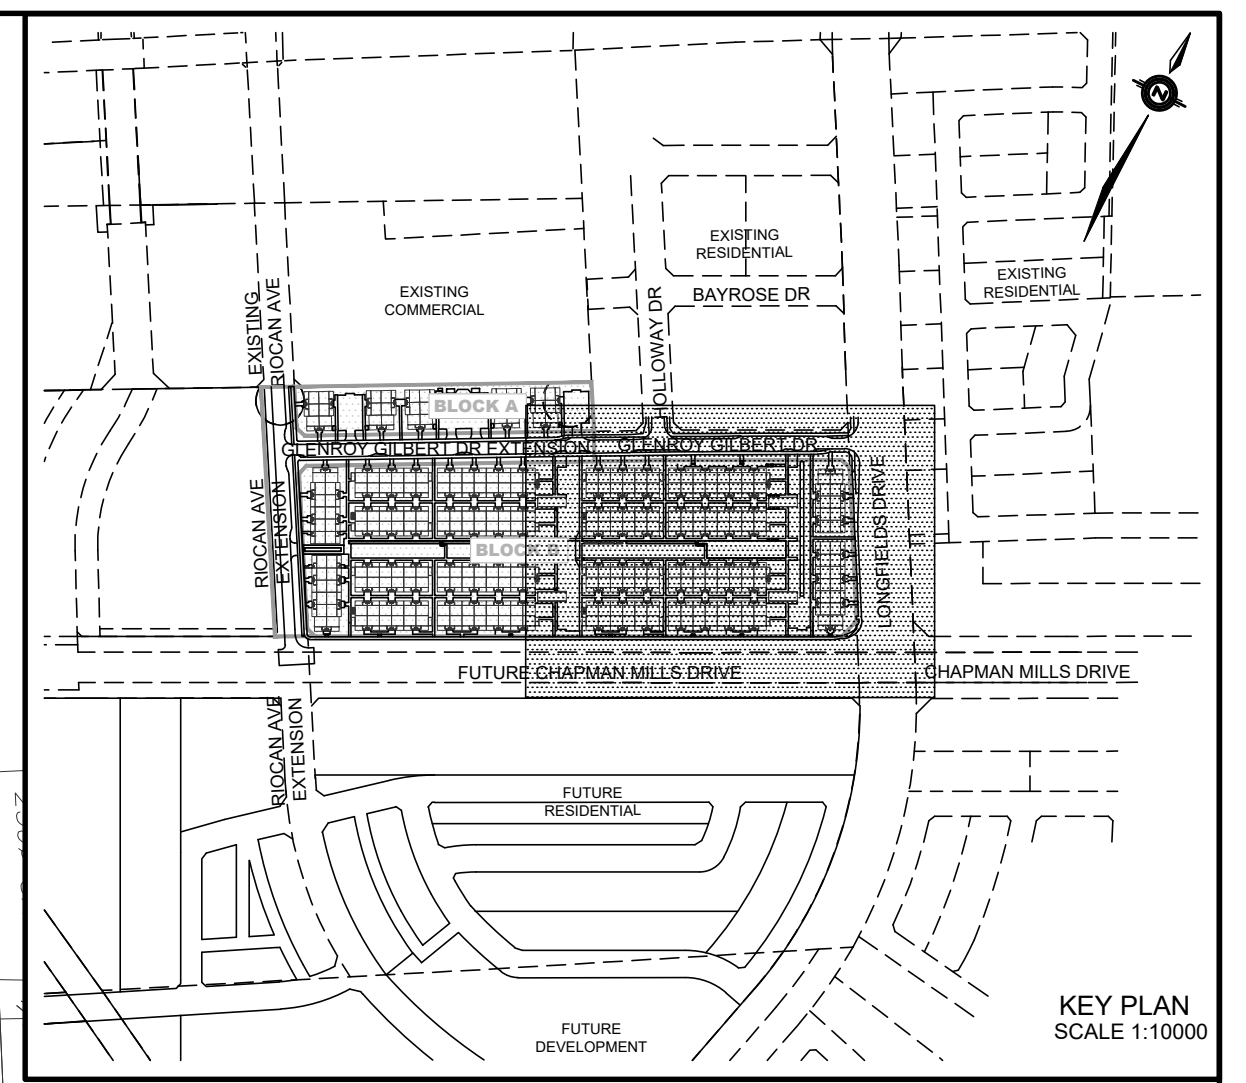 EXISTING
RESIDENTIAL
EXISTING
RESIDENTIAL
EXISTING
COMMERCIAL
BAYROSE DR
HOLLOWAY DR
EXISTING
RIOCAN AVE
BLOCK A
GLENROY GILBERT DR EXTENSION
GLENROY GILBERT DR
RIOCAN AVE
EXTENSION
BLOCK B
LONGFIELDS DRIVE
FUTURE CHAPMAN MILLS DRIVE
CHAPMAN MILLS DRIVE
RIOCAN AVE
EXTENSION
FUTURE
RESIDENTIAL
FUTURE
DEVELOPMENT
KEY PLAN
SCALE 1:10000
N